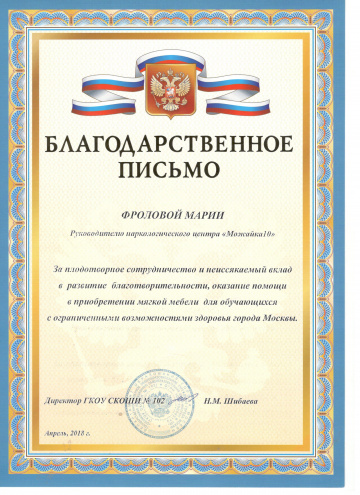 БЛАГОДАРСТВЕННОЕ
ПИСЬМО
ФРОЛОВОЙ МАРИИ
Руководителю наркологического центра «Можайка10»
За плодотворное сотрудничество и неиссякаемый вклад
в развитие благотворительности, оказание помощи
в приобретении мягкой мебели для обучающихся
с ограниченными возможностями здоровья города Москвы.
Директор ГКОУ СКОШИ № 102 Н.М. Шибаева
Апрель, 2018 г.